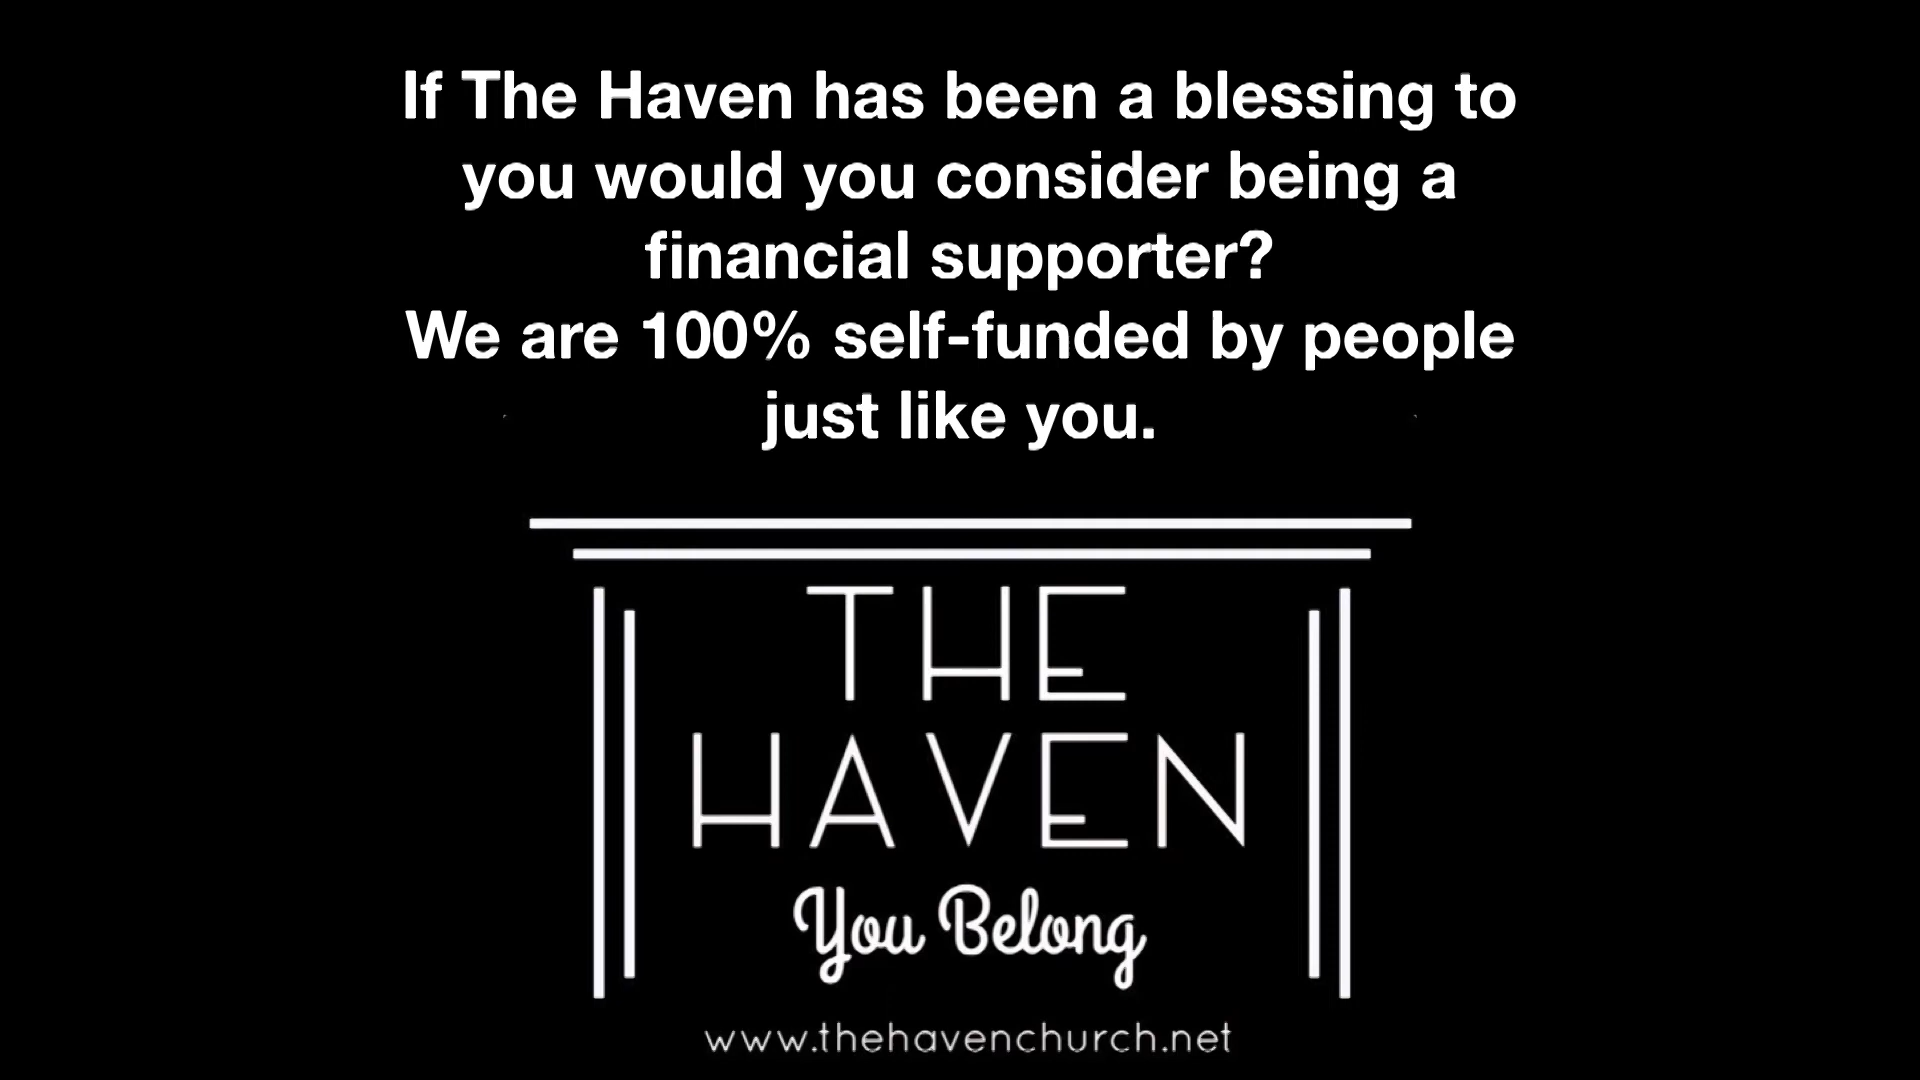 If The Haven has been a blessing to
you would you consider being a
financial supporter?
We are 100% self-funded by people
just like you.
THE
HAVEN
You Belong
www.thehavenchurch.net